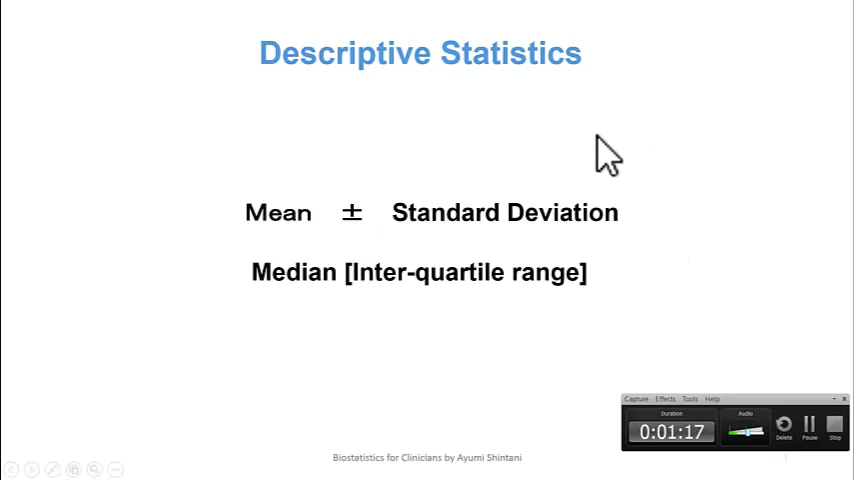 Descriptive Statistics
Mean ± Standard Deviation
Median [Inter-quartile range]
Capture Effects Tools Help
Duration
Audio
0:01:17
Delete Pause Stop
Biostatistics for Clinicians by Ayumi Shintani